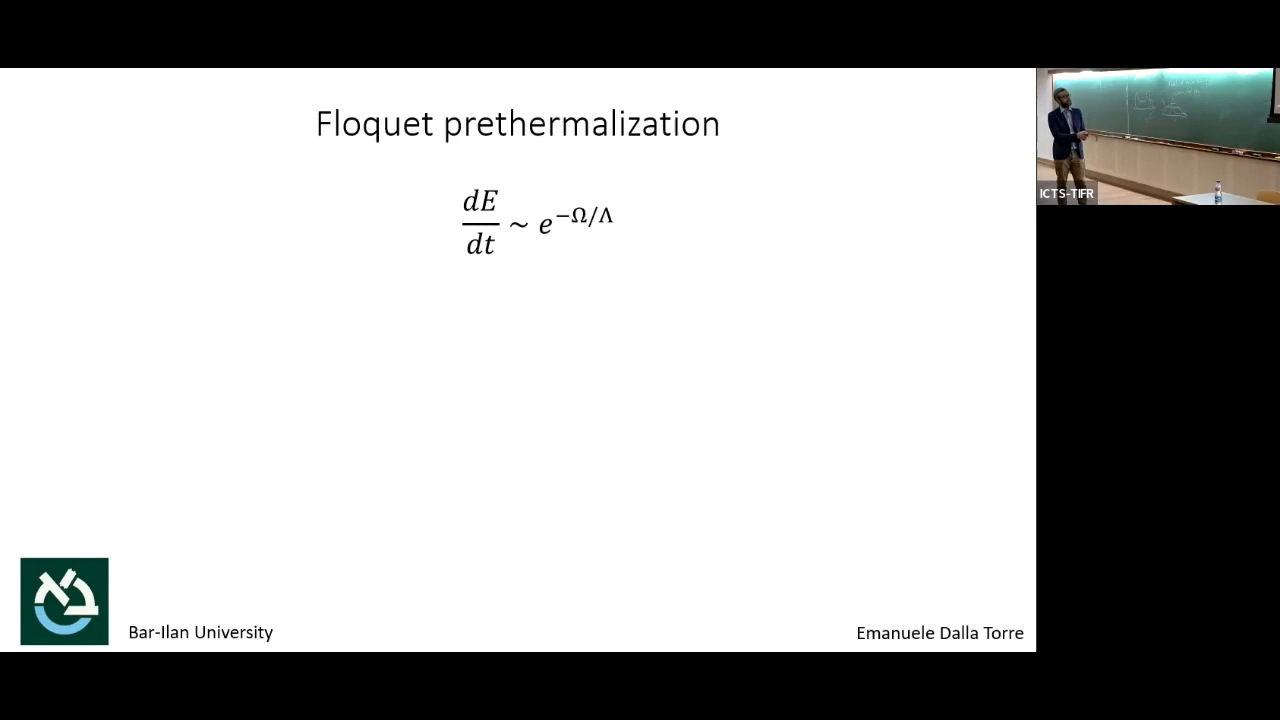 Floquet prethermalization
dE/dt ~ e^{−Ω/Λ}
ICTS-TIFR
Bar-Ilan University
Emanuele Dalla Torre